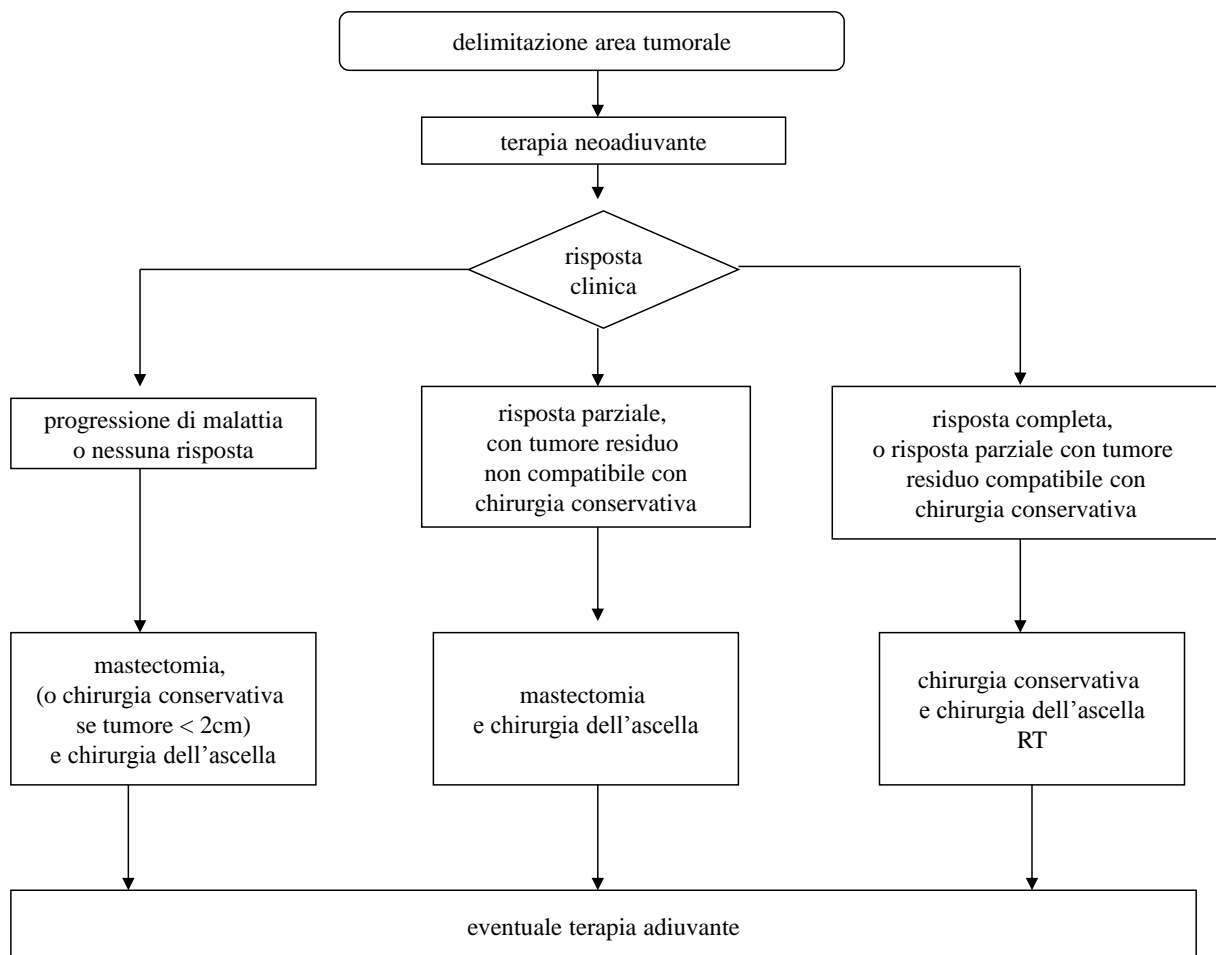 delimitazione area tumorale
terapia neoadiuvante
risposta
clinica
progressione di malattia
o nessuna risposta
risposta parziale,
con tumore residuo
non compatibile con
chirurgia conservativa
risposta completa,
o risposta parziale con tumore
residuo compatibile con
chirurgia conservativa
mastectomia,
(o chirurgia conservativa
se tumore < 2cm)
e chirurgia dell’ascella
mastectomia
e chirurgia dell’ascella
chirurgia conservativa
e chirurgia dell’ascella
RT
eventuale terapia adiuvante